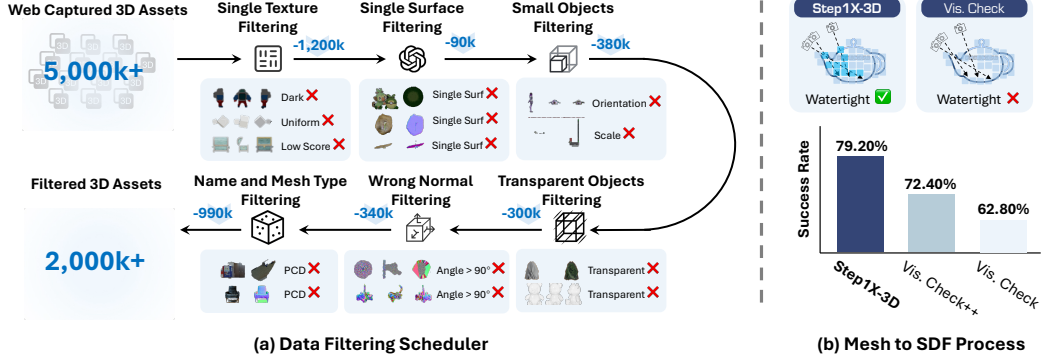 Web Captured 3D Assets
5,000k+
Single Texture
Filtering
-1,200k
Dark
Uniform
Low Score
Single Surface
Filtering
-90k
Single Surf
Single Surf
Single Surf
Small Objects
Filtering
-380k
Orientation
Scale
Filtered 3D Assets
2,000k+
Name and Mesh Type
Filtering
-990k
PCD
PCD
Wrong Normal
Filtering
-340k
Angle > 90°
Angle > 90°
Transparent Objects
Filtering
-300k
Transparent
Transparent
(a) Data Filtering Scheduler
Step1X-3D
Watertight
Vis. Check
Watertight
Success Rate
79.20%
72.40%
62.80%
Step1X-3D
Vis. Check++
Vis. Check
(b) Mesh to SDF Process